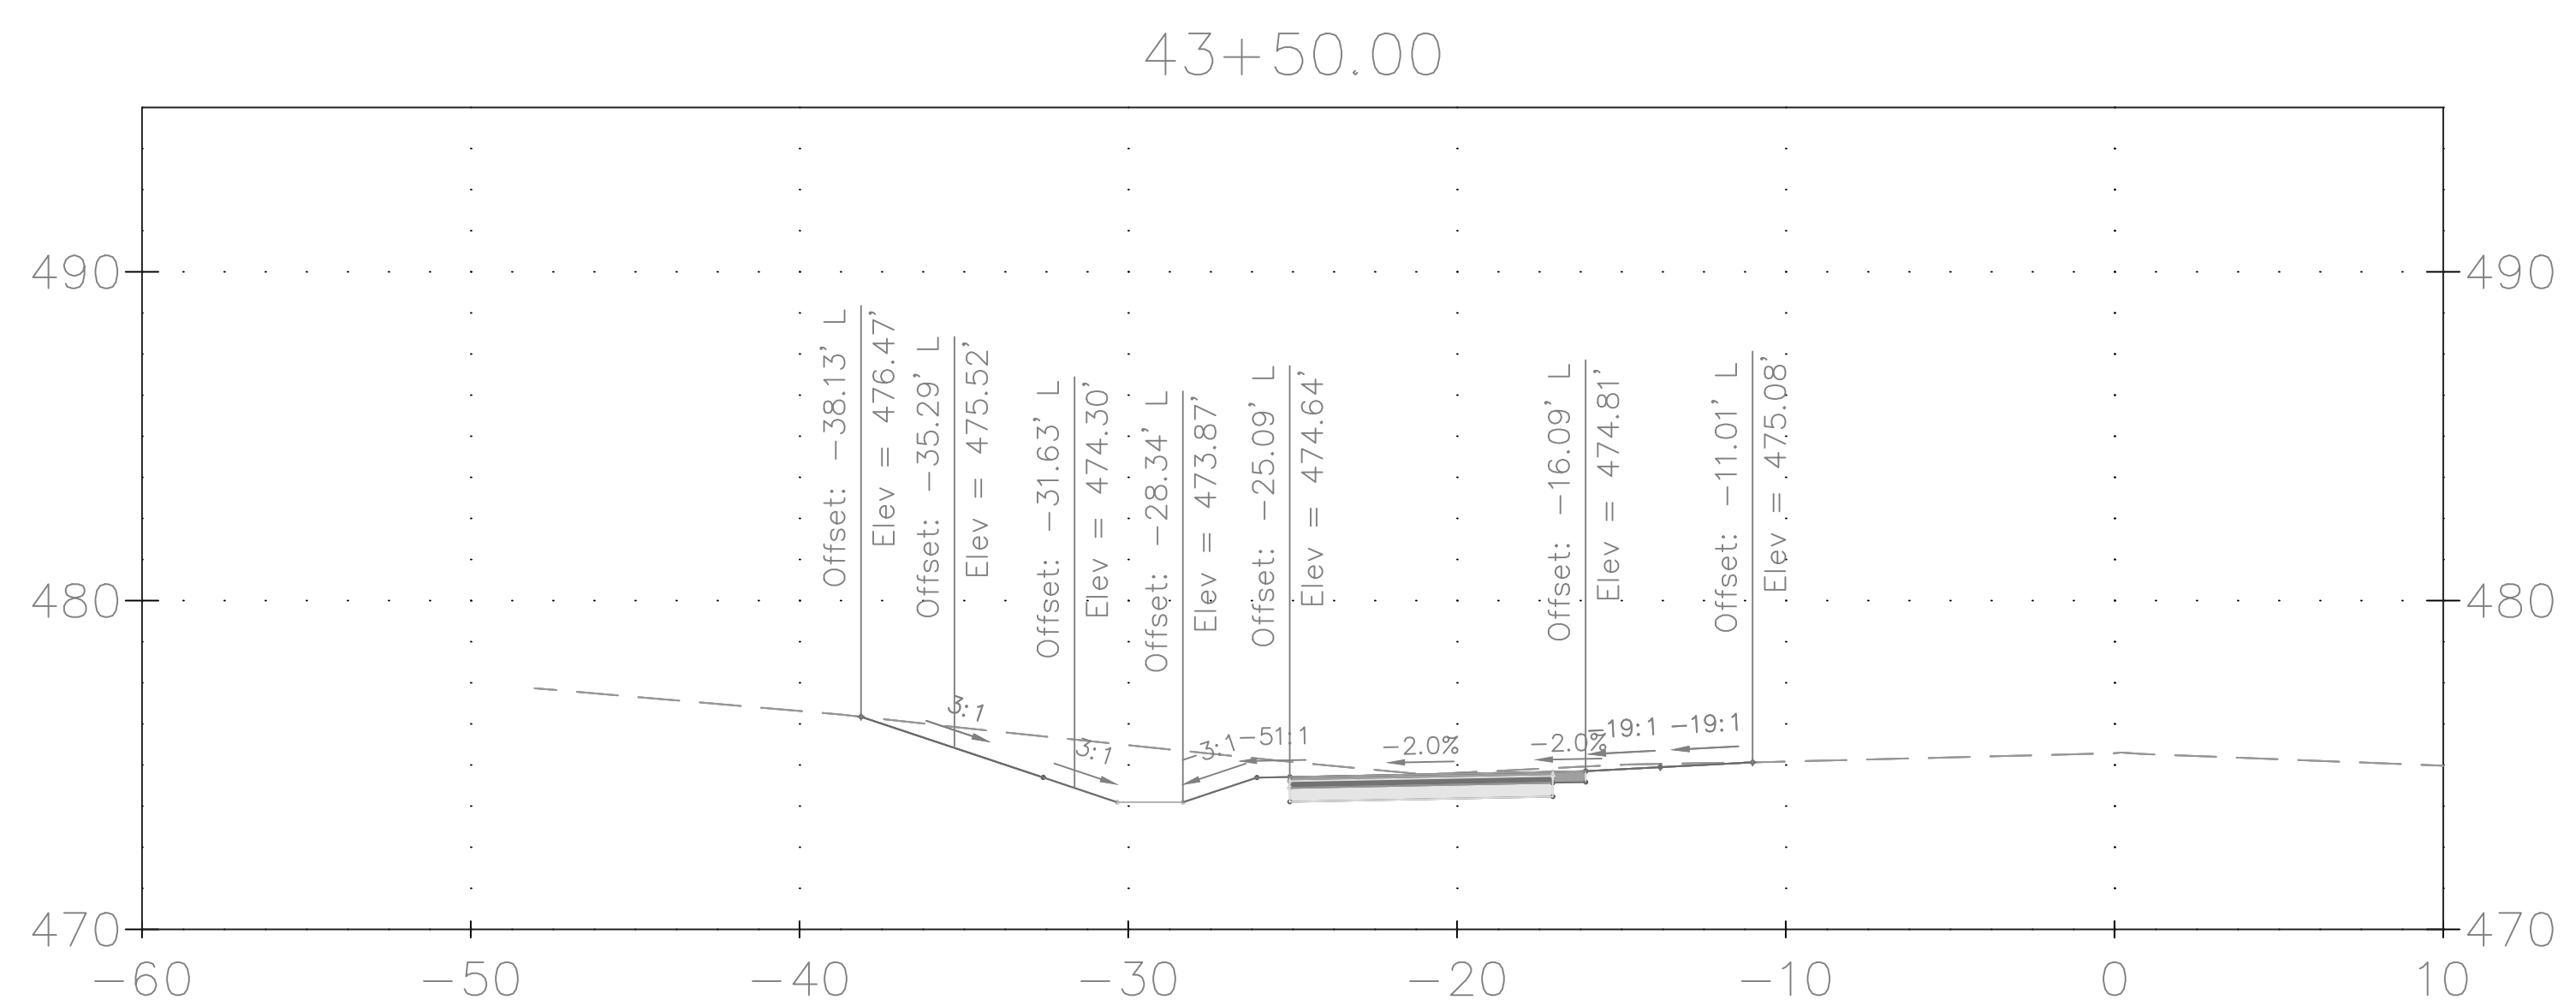 43+50.00
490
490
480
480
470
470
Offset: -38.13' L
Elev = 476.47'
Offset: -35.29' L
Elev = 475.52'
Offset: -31.63' L
Elev = 474.30'
Offset: -28.34' L
Elev = 473.87'
Offset: -25.09' L
Elev = 474.64'
Offset: -16.09' L
Elev = 474.81'
Offset: -11.01' L
Elev = 475.08'
3:1
3:1
3:1
-51:1
-2.0%
-2.0%
-19:1
-19:1
-60
-50
-40
-30
-20
-10
0
10